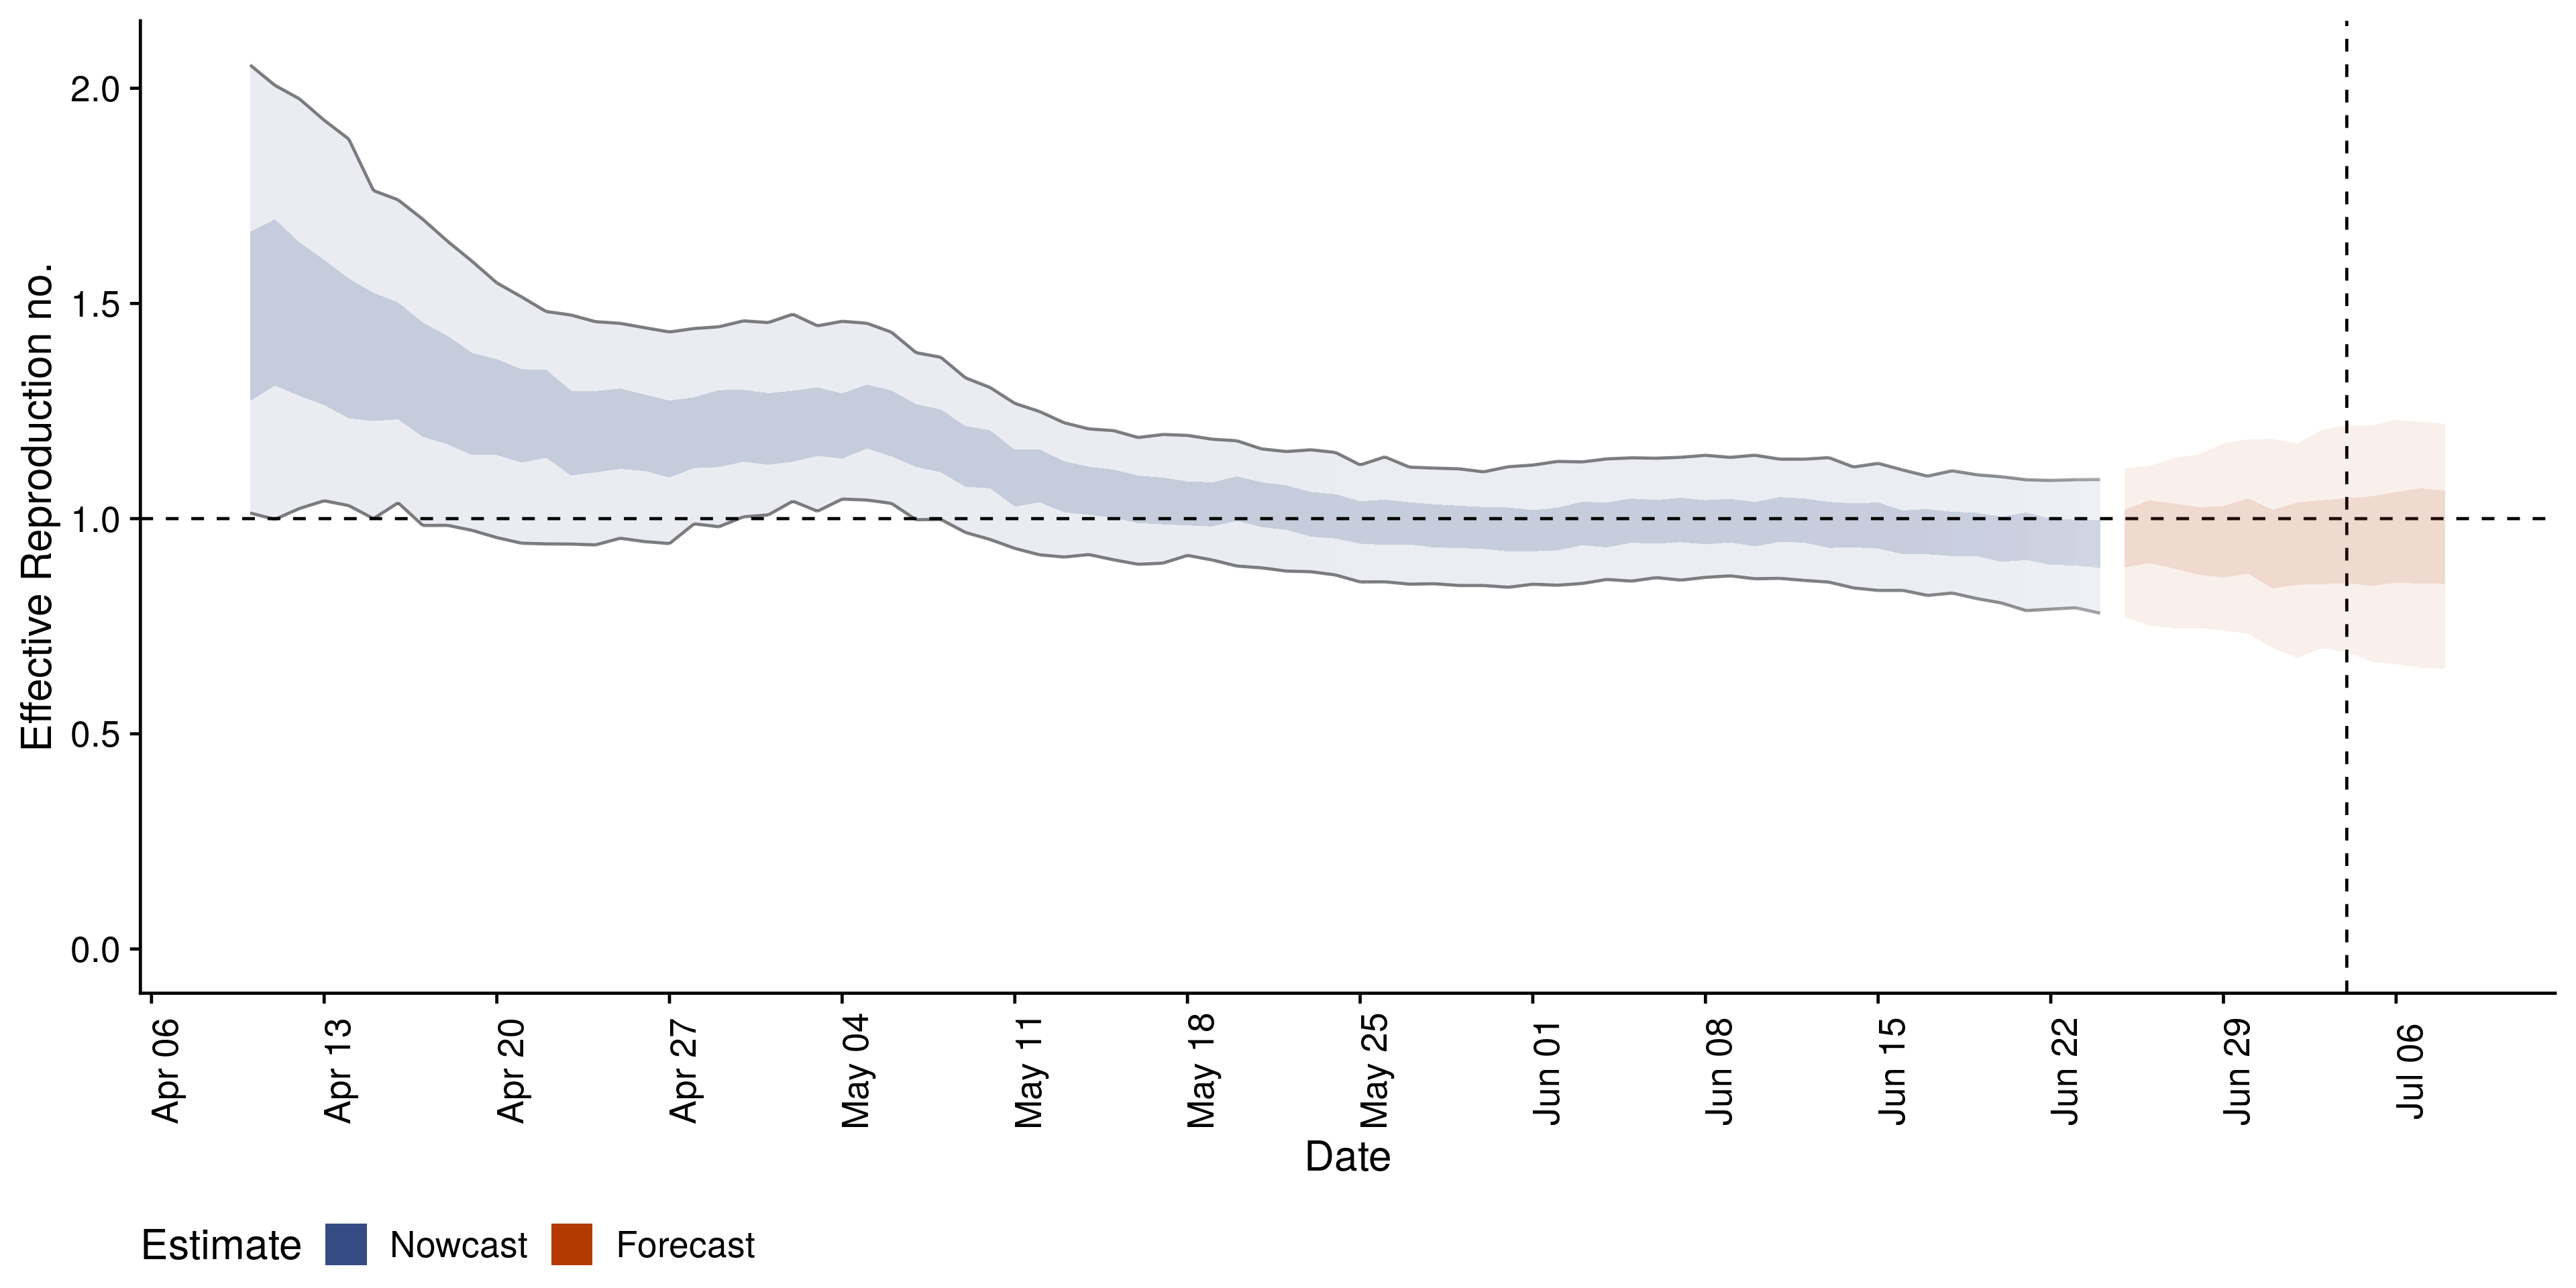 Effective Reproduction no.
2.0
1.5
1.0
0.5
0.0
Apr 06
Apr 13
Apr 20
Apr 27
May 04
May 11
May 18
May 25
Jun 01
Jun 08
Jun 15
Jun 22
Jun 29
Jul 06
Date
Estimate Nowcast Forecast